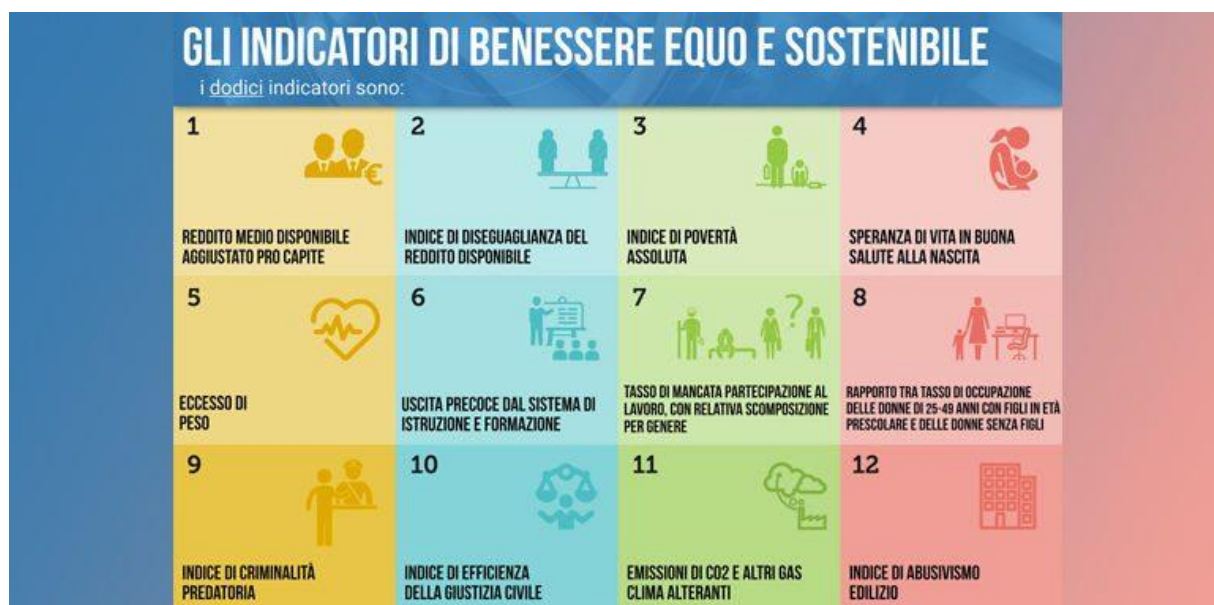 GLI INDICATORI DI BENESSERE EQUO E SOSTENIBILE
i dodici indicatori sono:
1
REDDITO MEDIO DISPONIBILE
AGGIUSTATO PRO CAPITE
2
INDICE DI DISEGUAGLIANZA DEL
REDDITO DISPONIBILE
3
INDICE DI POVERTÀ
ASSOLUTA
4
SPERANZA DI VITA IN BUONA
SALUTE ALLA NASCITA
5
ECCESSO DI
PESO
6
USCITA PRECOCE DAL SISTEMA DI
ISTRUZIONE E FORMAZIONE
7
TASSO DI MANCATA PARTECIPAZIONE AL
LAVORO, CON RELATIVA SCOMPOSIZIONE
PER GENERE
8
RAPPORTO TRA TASSO DI OCCUPAZIONE
DELLE DONNE DI 25-49 ANNI CON FIGLI IN ETÀ
PRESCOLARE E DELLE DONNE SENZA FIGLI
9
INDICE DI CRIMINALITÀ
PREDATORIA
10
INDICE DI EFFICIENZA
DELLA GIUSTIZIA CIVILE
11
EMISSIONI DI CO2 E ALTRI GAS
CLIMA ALTERANTI
12
INDICE DI ABUSIVISMO
EDILIZIO